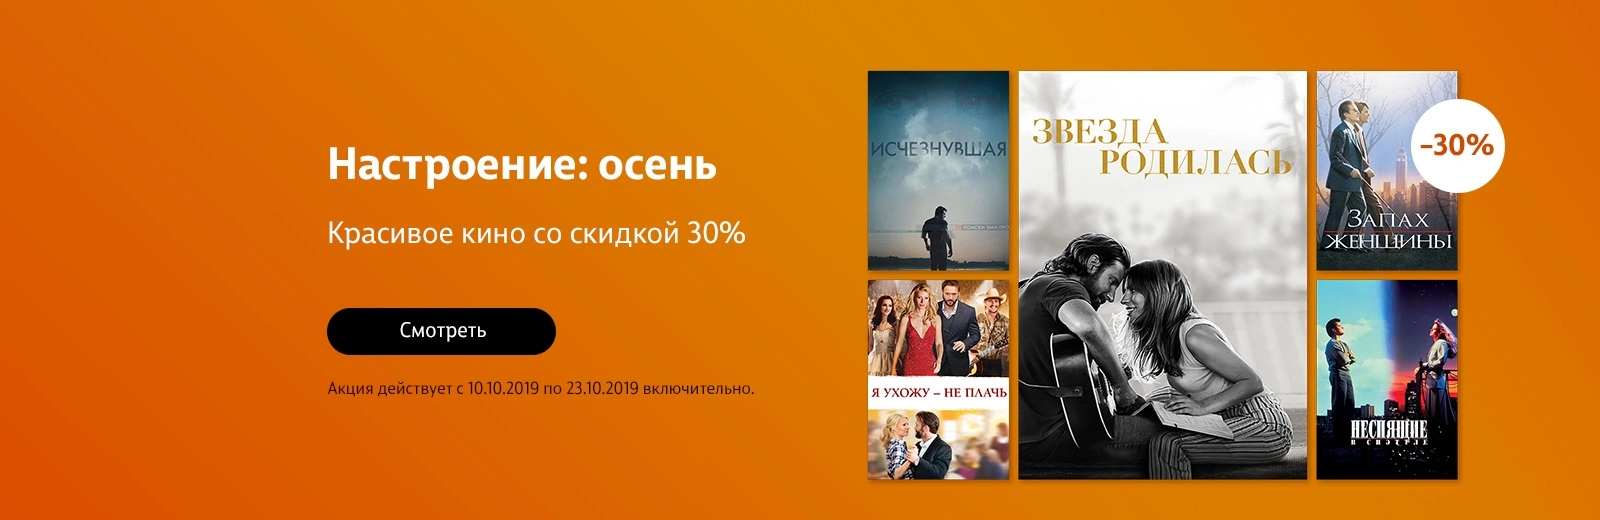 Настроение: осень
Красивое кино со скидкой 30%
Смотреть
Акция действует с 10.10.2019 по 23.10.2019 включительно.
ИСЧЕЗНУВШАЯ
ЗВЕЗДА
РОДИЛАСЬ
ЗАПАХ
ЖЕНЩИНЫ
-30%
Я УХОЖУ – НЕ ПЛАЧЬ
НЕСПЯЩИЕ
В СИЭТЛЕ